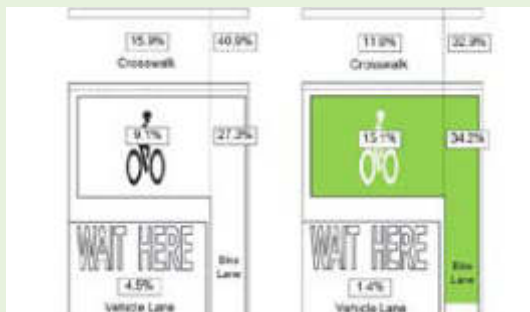 15.9% 40.9% 11.0% 32.9%
Crosswalk Crosswalk
9.1% 27.3% 15.1% 34.2%
WAIT HERE WAIT HERE
Bike Bike
Lane Lane
4.5% 1.4%
Vehicle Lane Vehicle Lane